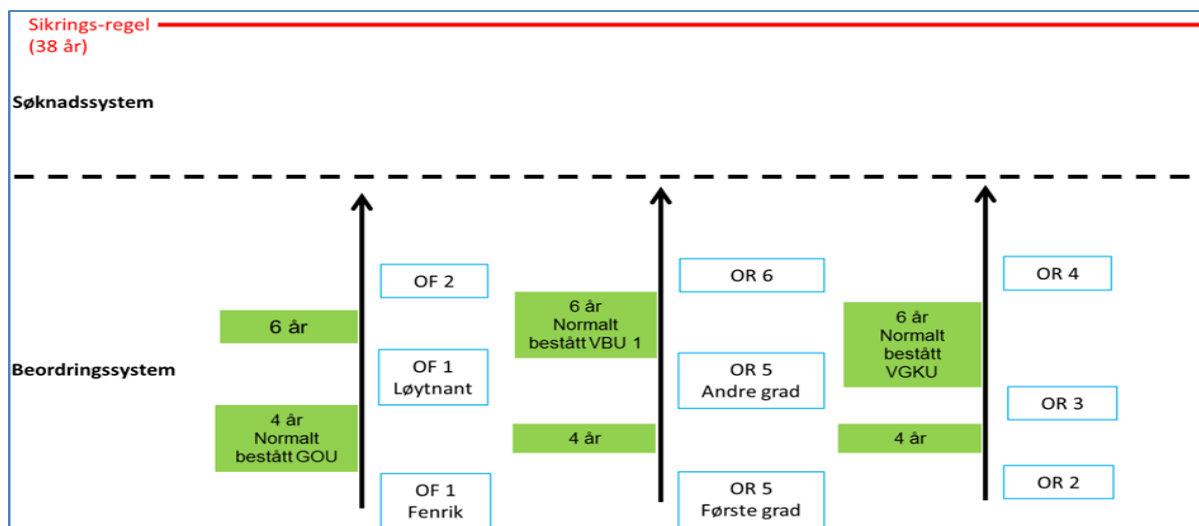 Sikrings-regel
(38 år)
Søknadssystem
OF 2
OR 6
OR 4
6 år
6 år
Normalt
bestått VBU 1
6 år
Normalt
bestått
VGKU
Beordringssystem
OF 1
Løytnant
OR 5
Andre grad
OR 3
4 år
Normalt
bestått GOU
4 år
4 år
OF 1
Fenrik
OR 5
Første grad
OR 2